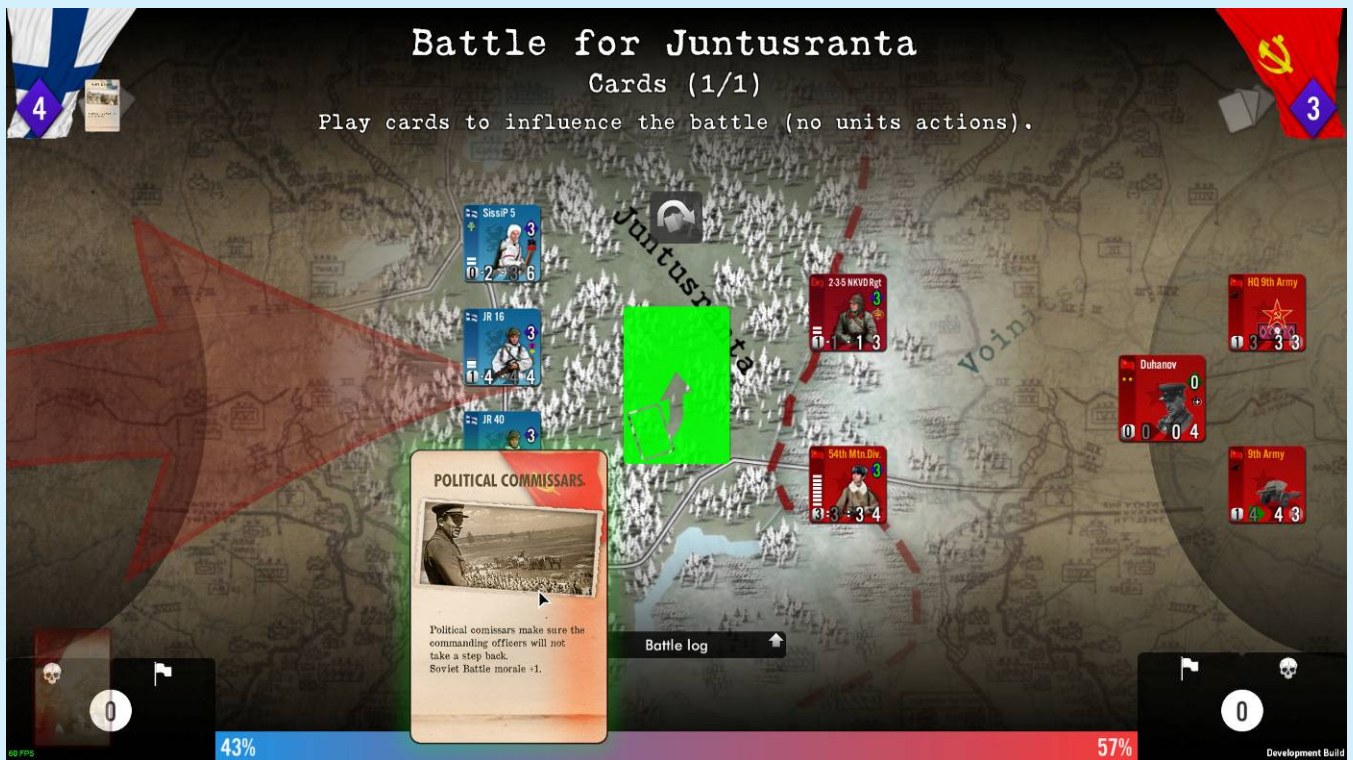 Battle for Juntusranta
Cards (1/1)
Play cards to influence the battle (no units actions).
4
3
SissiP 5
3
0 2 3 6
JR 16
3
1 4 4 4
JR 40
3
Juntusranta
2-3-5 NKVD Rgt
3
1 1 1 3
Voini
54th Mtn.Div.
3
3 3 3 4
HQ 9th Army
1 3 3 3
Duhanov
0
0 0 0 4
9th Army
1 4 4 3
POLITICAL COMMISSARS
Political comissars make sure the
commanding officers will not
take a step back.
Soviet Battle morale +1.
Battle log
0
0
43%
57%
60 FPS
Development Build